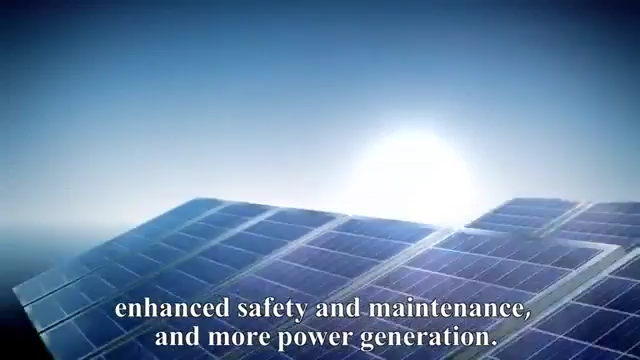 enhanced safety and maintenance,
and more power generation.